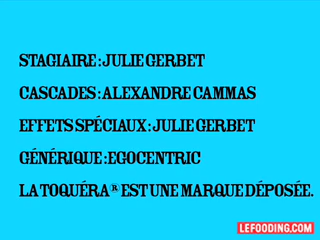 STAGIAIRE : JULIE GERBET
CASCADES : ALEXANDRE CAMMAS
EFFETS SPÉCIAUX : JULIE GERBET
GÉNÉRIQUE : EGOCENTRIC
LA TOQUÉRA® EST UNE MARQUE DÉPOSÉE.
LEFOODING.COM